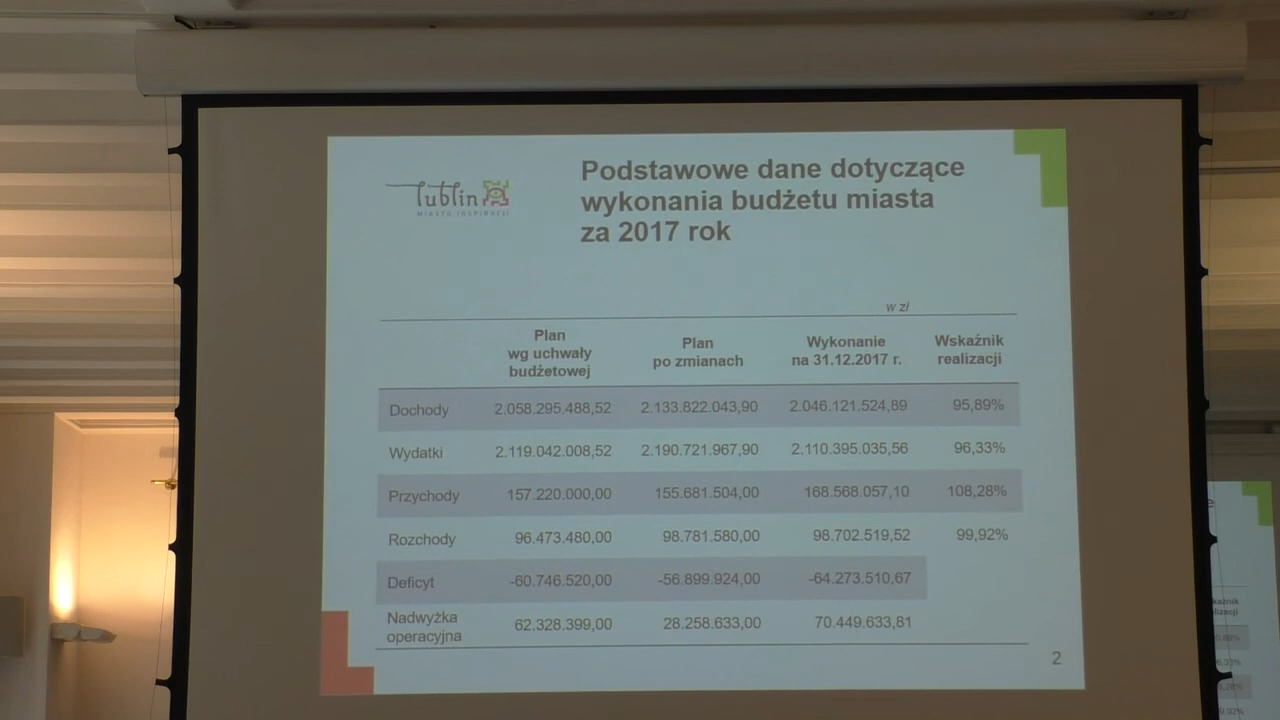 lublin
MIASTO INSPIRACJI
Podstawowe dane dotyczące
wykonania budżetu miasta
za 2017 rok
w zł
Plan
wg uchwały
budżetowej
Plan
po zmianach
Wykonanie
na 31.12.2017 r.
Wskaźnik
realizacji
Dochody 2.058.295.488,52 2.133.822.043,90 2.046.121.524,89 95,89%
Wydatki 2.119.042.008,52 2.190.721.967,90 2.110.395.035,56 96,33%
Przychody 157.220.000,00 155.681.504,00 168.568.057,10 108,28%
Rozchody 96.473.480,00 98.781.580,00 98.702.519,52 99,92%
Deficyt -60.746.520,00 -56.899.924,00 -64.273.510,67
Nadwyżka
operacyjna 62.328.399,00 28.258.633,00 70.449.633,81
2